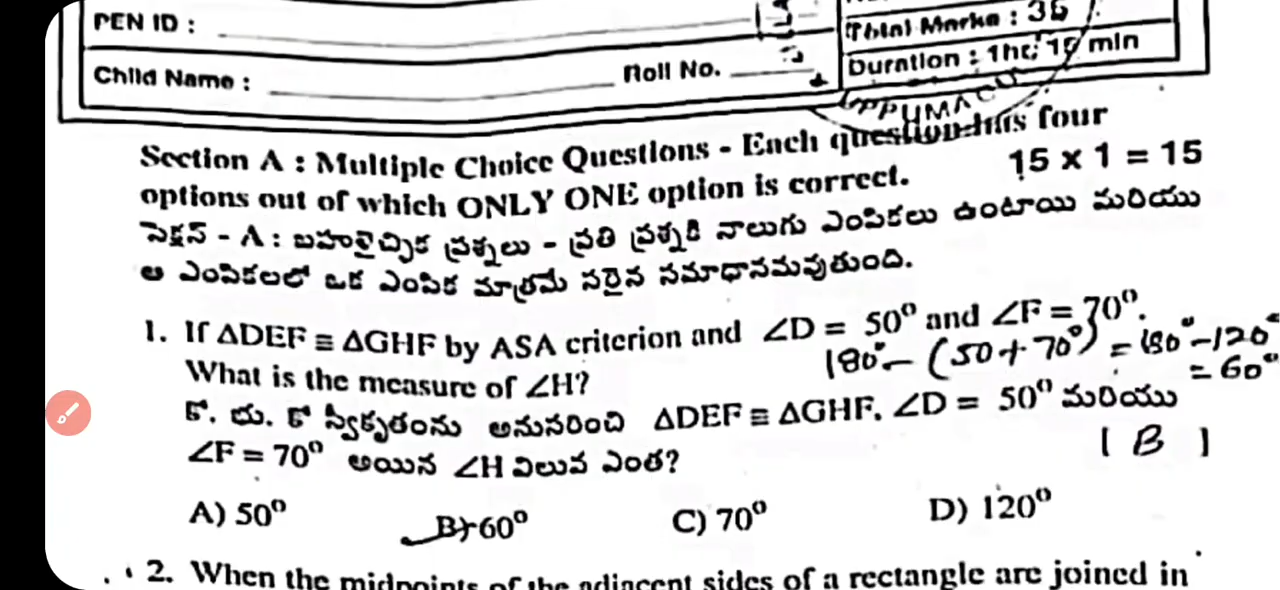 PEN ID :
Total Marks : 35
Child Name :
Roll No.
Duration : 1hr 15 min
Section A : Multiple Choice Questions - Each question has four
options out of which ONLY ONE option is correct.
15 x 1 = 15
సెక్షన్ - A : బహుళైచ్ఛిక ప్రశ్నలు - ప్రతి ప్రశ్నకి నాలుగు ఎంపికలు ఉంటాయి మరియు
ఆ ఎంపికలలో ఒక ఎంపిక మాత్రమే సరైన సమాధానమవుతుంది.
1. If ΔDEF ≡ ΔGHF by ASA criterion and ∠D = 50° and ∠F = 70°.
180° - (50 + 70°) = 180° - 120°
= 60°
What is the measure of ∠H?
కో. భు. కో స్వీకృతంను అనుసరించి ΔDEF ≡ ΔGHF, ∠D = 50° మరియు
∠F = 70° అయిన ∠H విలువ ఎంత?
[ B ]
A) 50° B) 60° C) 70° D) 120°
2. When the midpoints of the adjacent sides of a rectangle are joined in